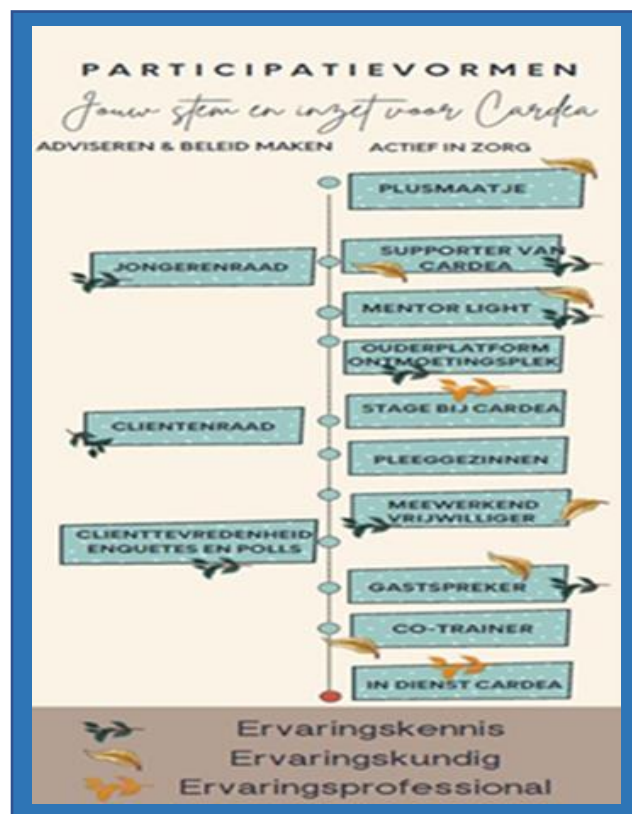 PARTICIPATIEVORMEN
Jouw stem en inzet voor Cardea
ADVISEREN & BELEID MAKEN
ACTIEF IN ZORG
PLUSMAATJE
JONGERENRAAD
SUPPORTER VAN
CARDEA
MENTOR LIGHT
OUDERPLATFORM
ONTMOETINGSPLEK
STAGE BIJ CARDEA
CLIENTENRAAD
PLEEGGEZINNEN
MEEWERKEND
VRIJWILLIGER
CLIENTTEVREDENHEID
ENQUETES EN POLLS
GASTSPREKER
CO-TRAINER
IN DIENST CARDEA
Ervaringskennis
Ervaringskundig
Ervaringsprofessional